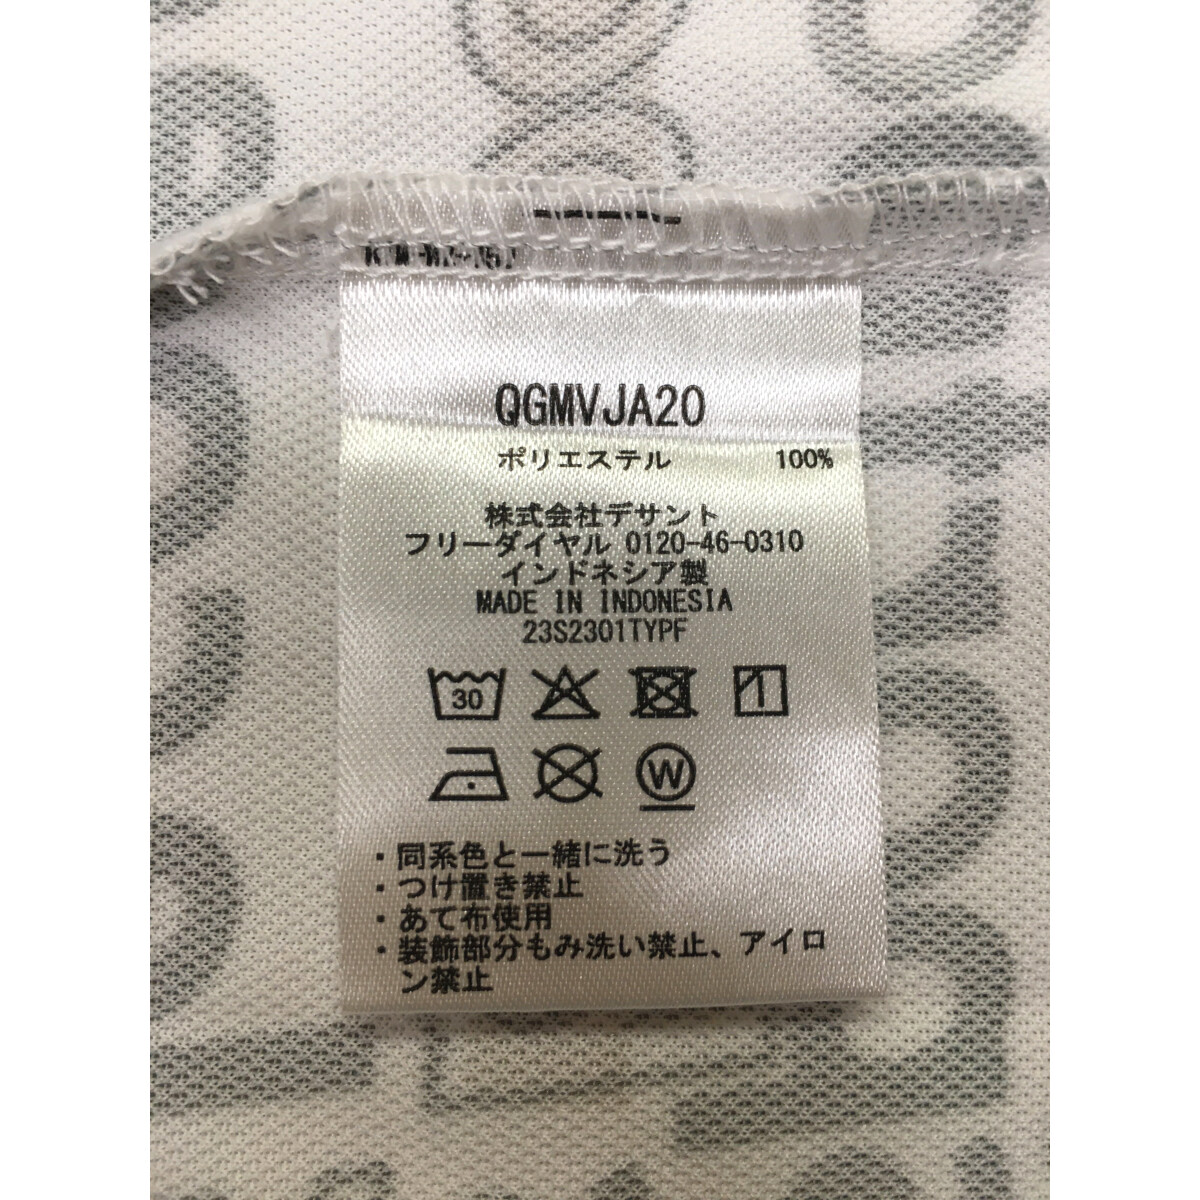 QGMVJA20
ポリエステル 100%
株式会社デサント
フリーダイヤル 0120-46-0310
インドネシア製
MADE IN INDONESIA
23S2301TYPF
30
W
・同系色と一緒に洗う
・つけ置き禁止
・あて布使用
・装飾部分もみ洗い禁止、アイロ
ン禁止